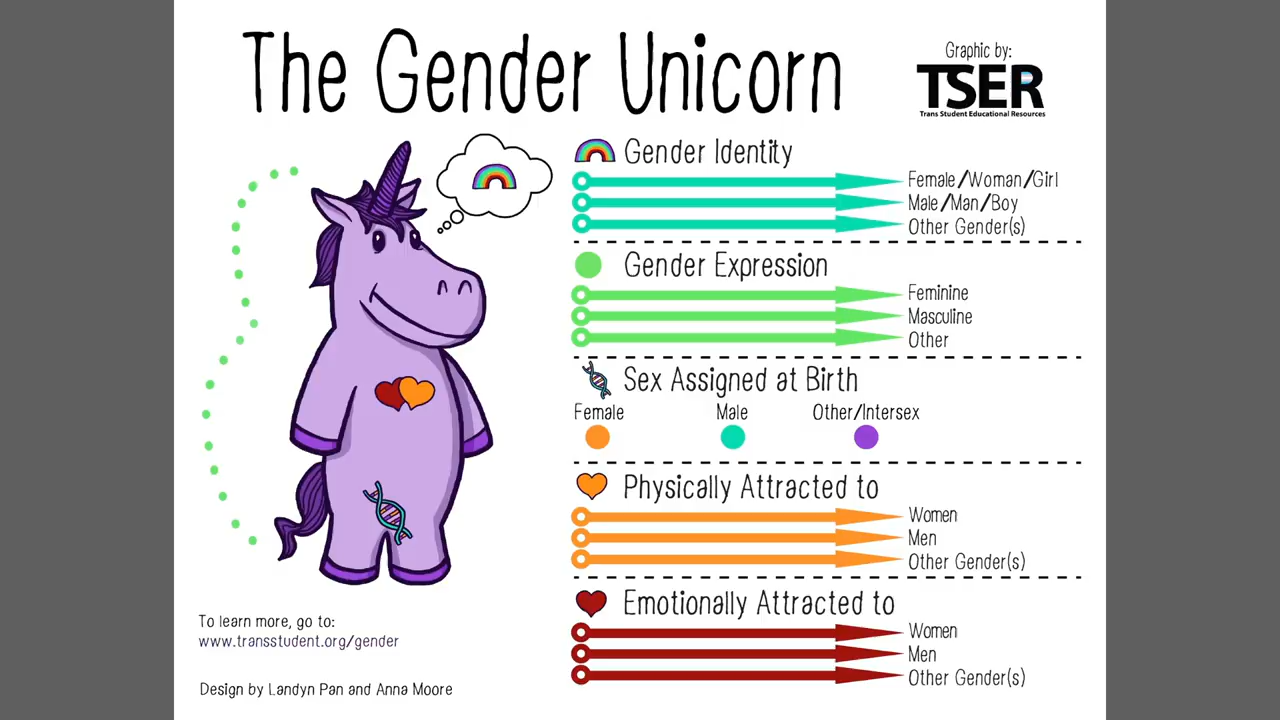 The Gender Unicorn
Graphic by:
TSER
Trans Student Educational Resources
Gender Identity
Female/Woman/Girl
Male/Man/Boy
Other Gender(s)
Gender Expression
Feminine
Masculine
Other
Sex Assigned at Birth
Female Male Other/Intersex
Physically Attracted to
Women
Men
Other Gender(s)
Emotionally Attracted to
Women
Men
Other Gender(s)
To learn more, go to:
www.transstudent.org/gender
Design by Landyn Pan and Anna Moore